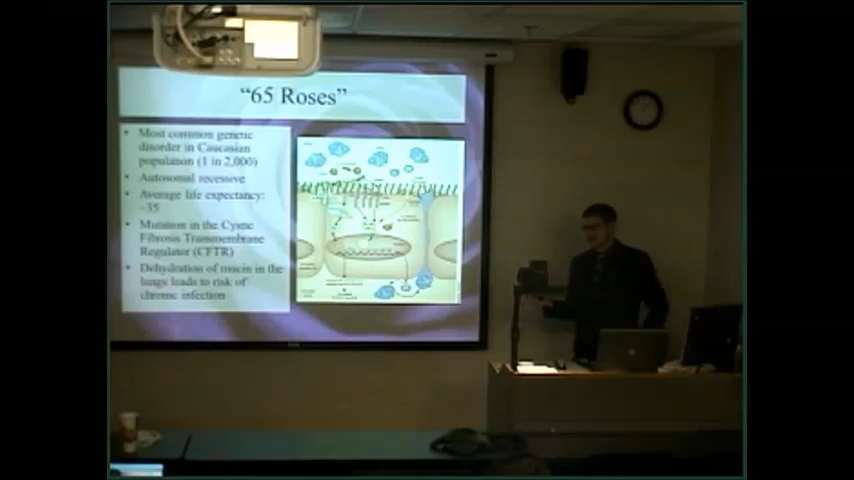 “65 Roses”
• Most common genetic
disorder in Caucasian
population (1 in 2,000)
• Autosomal recessive
• Average life expectancy:
~35
• Mutation in the Cystic
Fibrosis Transmembrane
Regulator (CFTR)
• Dehydration of mucin in the
lungs leads to risk of
chronic infection